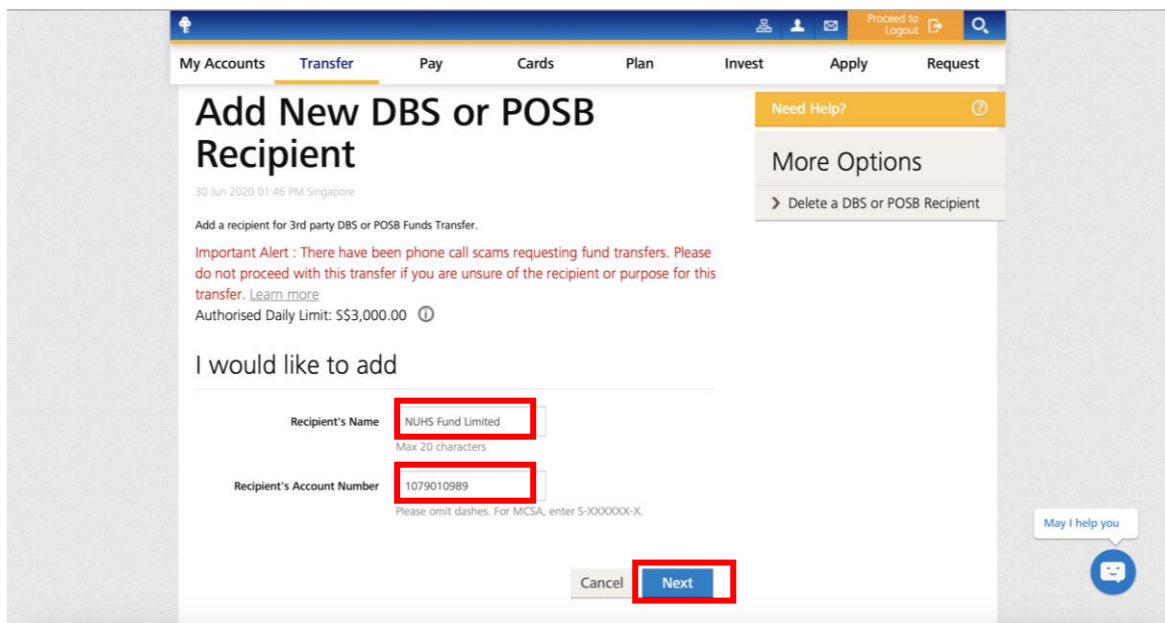 Proceed to
Logout
My Accounts Transfer Pay Cards Plan Invest Apply Request
Add New DBS or POSB
Recipient
30 Jun 2020 01:46 PM Singapore
Add a recipient for 3rd party DBS or POSB Funds Transfer.
Important Alert : There have been phone call scams requesting fund transfers. Please
do not proceed with this transfer if you are unsure of the recipient or purpose for this
transfer. Learn more
Authorised Daily Limit: S$3,000.00
I would like to add
Recipient's Name NUHS Fund Limited
Max 20 characters
Recipient's Account Number 1079010989
Please omit dashes. For MCSA, enter S-XXXXXX-X.
Cancel Next
Need Help?
More Options
Delete a DBS or POSB Recipient
May I help you